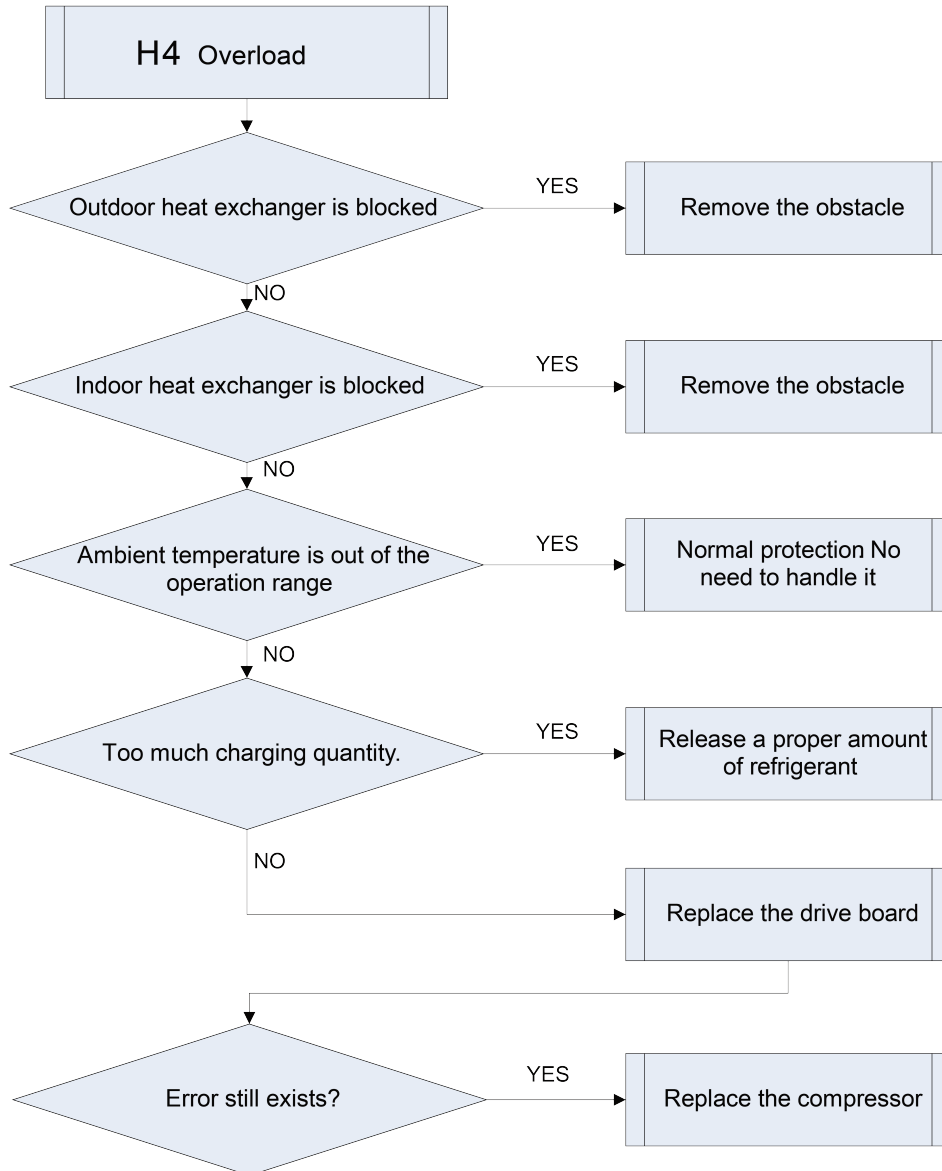 H4 Overload
Outdoor heat exchanger is blocked
YES
Remove the obstacle
NO
Indoor heat exchanger is blocked
YES
Remove the obstacle
NO
Ambient temperature is out of the
operation range
YES
Normal protection No
need to handle it
NO
Too much charging quantity.
YES
Release a proper amount
of refrigerant
NO
Replace the drive board
Error still exists?
YES
Replace the compressor